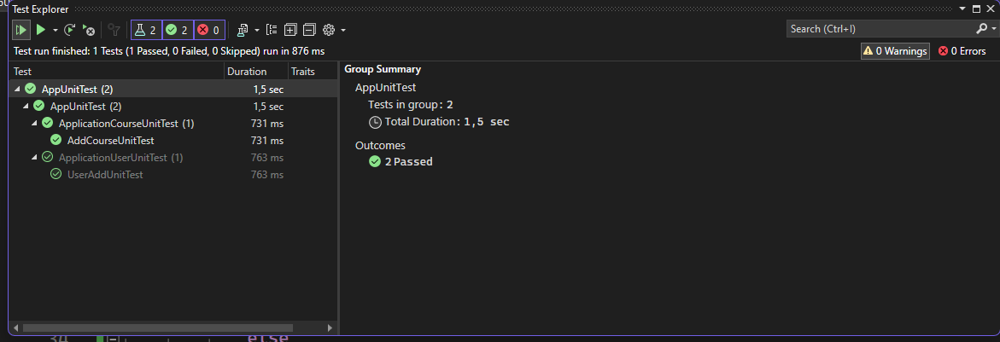 Test Explorer
2 2 0
Search (Ctrl+I)
Test run finished: 1 Tests (1 Passed, 0 Failed, 0 Skipped) run in 876 ms
0 Warnings
0 Errors
Test Duration Traits
AppUnitTest (2) 1,5 sec
AppUnitTest (2) 1,5 sec
ApplicationCourseUnitTest (1) 731 ms
AddCourseUnitTest 731 ms
ApplicationUserUnitTest (1) 763 ms
UserAddUnitTest 763 ms
Group Summary
AppUnitTest
Tests in group: 2
Total Duration: 1,5 sec
Outcomes
2 Passed
34 else